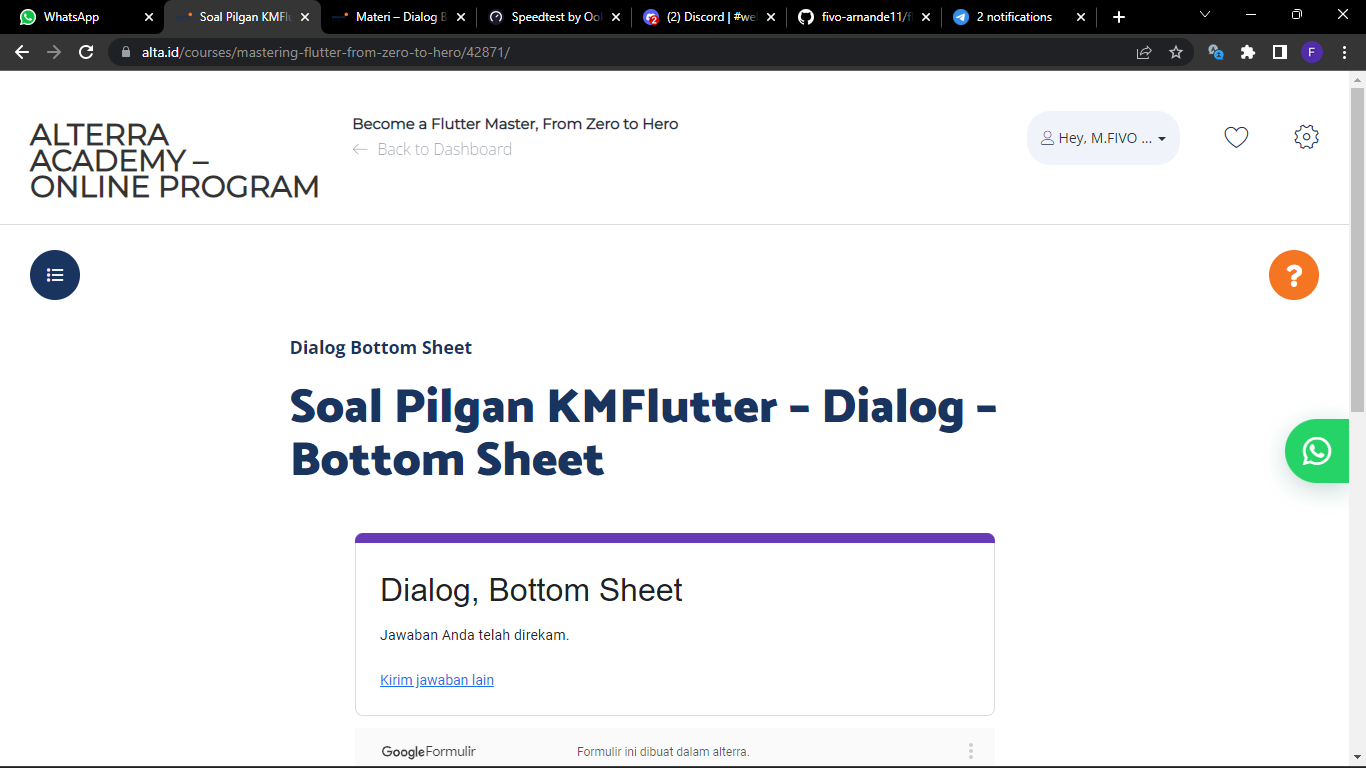 WhatsApp
Soal Pilgan KMFlu
Materi – Dialog B
Speedtest by Ool
(2) Discord | #we
fivo-arnande11/fl
2 notifications
alta.id/courses/mastering-flutter-from-zero-to-hero/42871/
F
ALTERRA
ACADEMY –
ONLINE PROGRAM
Become a Flutter Master, From Zero to Hero
← Back to Dashboard
Hey, M.FIVO ...
?
Dialog Bottom Sheet
Soal Pilgan KMFlutter – Dialog –
Bottom Sheet
Dialog, Bottom Sheet
Jawaban Anda telah direkam.
Kirim jawaban lain
Google Formulir
Formulir ini dibuat dalam alterra.